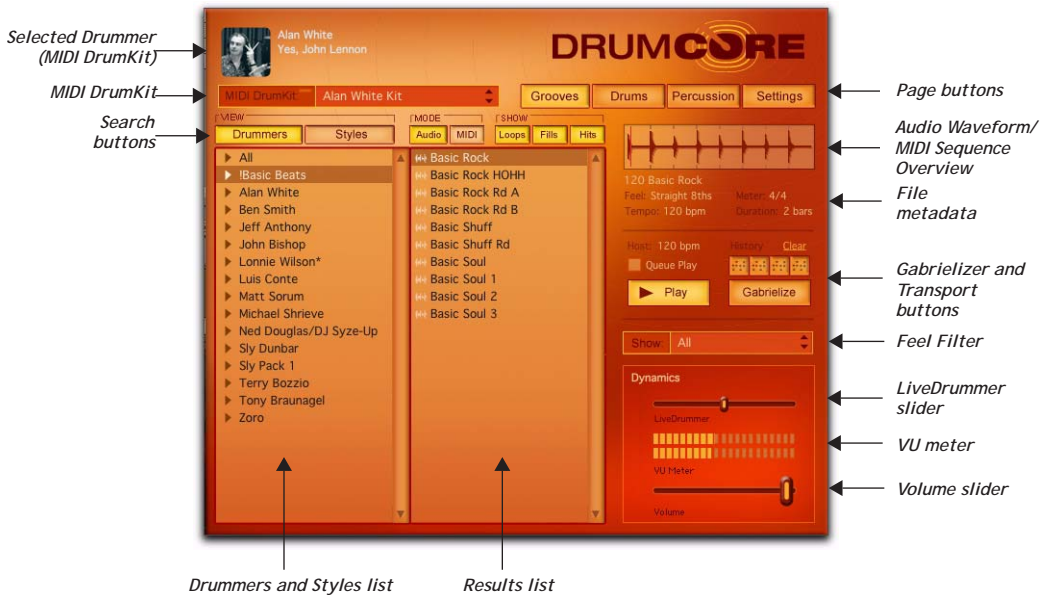 Selected Drummer
(MIDI DrumKit)
MIDI DrumKit
Search
buttons
Alan White
Yes, John Lennon
DRUMCORE
MIDI DrumKit: Alan White Kit
Grooves Drums Percussion Settings
VIEW MODE SHOW
Drummers Styles Audio MIDI Loops Fills Hits
All
!Basic Beats
Alan White
Ben Smith
Jeff Anthony
John Bishop
Lonnie Wilson*
Luis Conte
Matt Sorum
Michael Shrieve
Ned Douglas/DJ Syze-Up
Sly Dunbar
Sly Pack 1
Terry Bozzio
Tony Braunagel
Zoro
Basic Rock
Basic Rock HOHH
Basic Rock Rd A
Basic Rock Rd B
Basic Shuff
Basic Shuff Rd
Basic Soul
Basic Soul 1
Basic Soul 2
Basic Soul 3
120 Basic Rock
Feel: Straight 8ths Meter: 4/4
Tempo: 120 bpm Duration: 2 bars
Host: 120 bpm History Clear
Queue Play
Play Gabrielize
Show: All
Dynamics
LiveDrummer
VU Meter
Volume
Page buttons
Audio Waveform/
MIDI Sequence
Overview
File
metadata
Gabrielizer and
Transport
buttons
Feel Filter
LiveDrummer
slider
VU meter
Volume slider
Drummers and Styles list
Results list